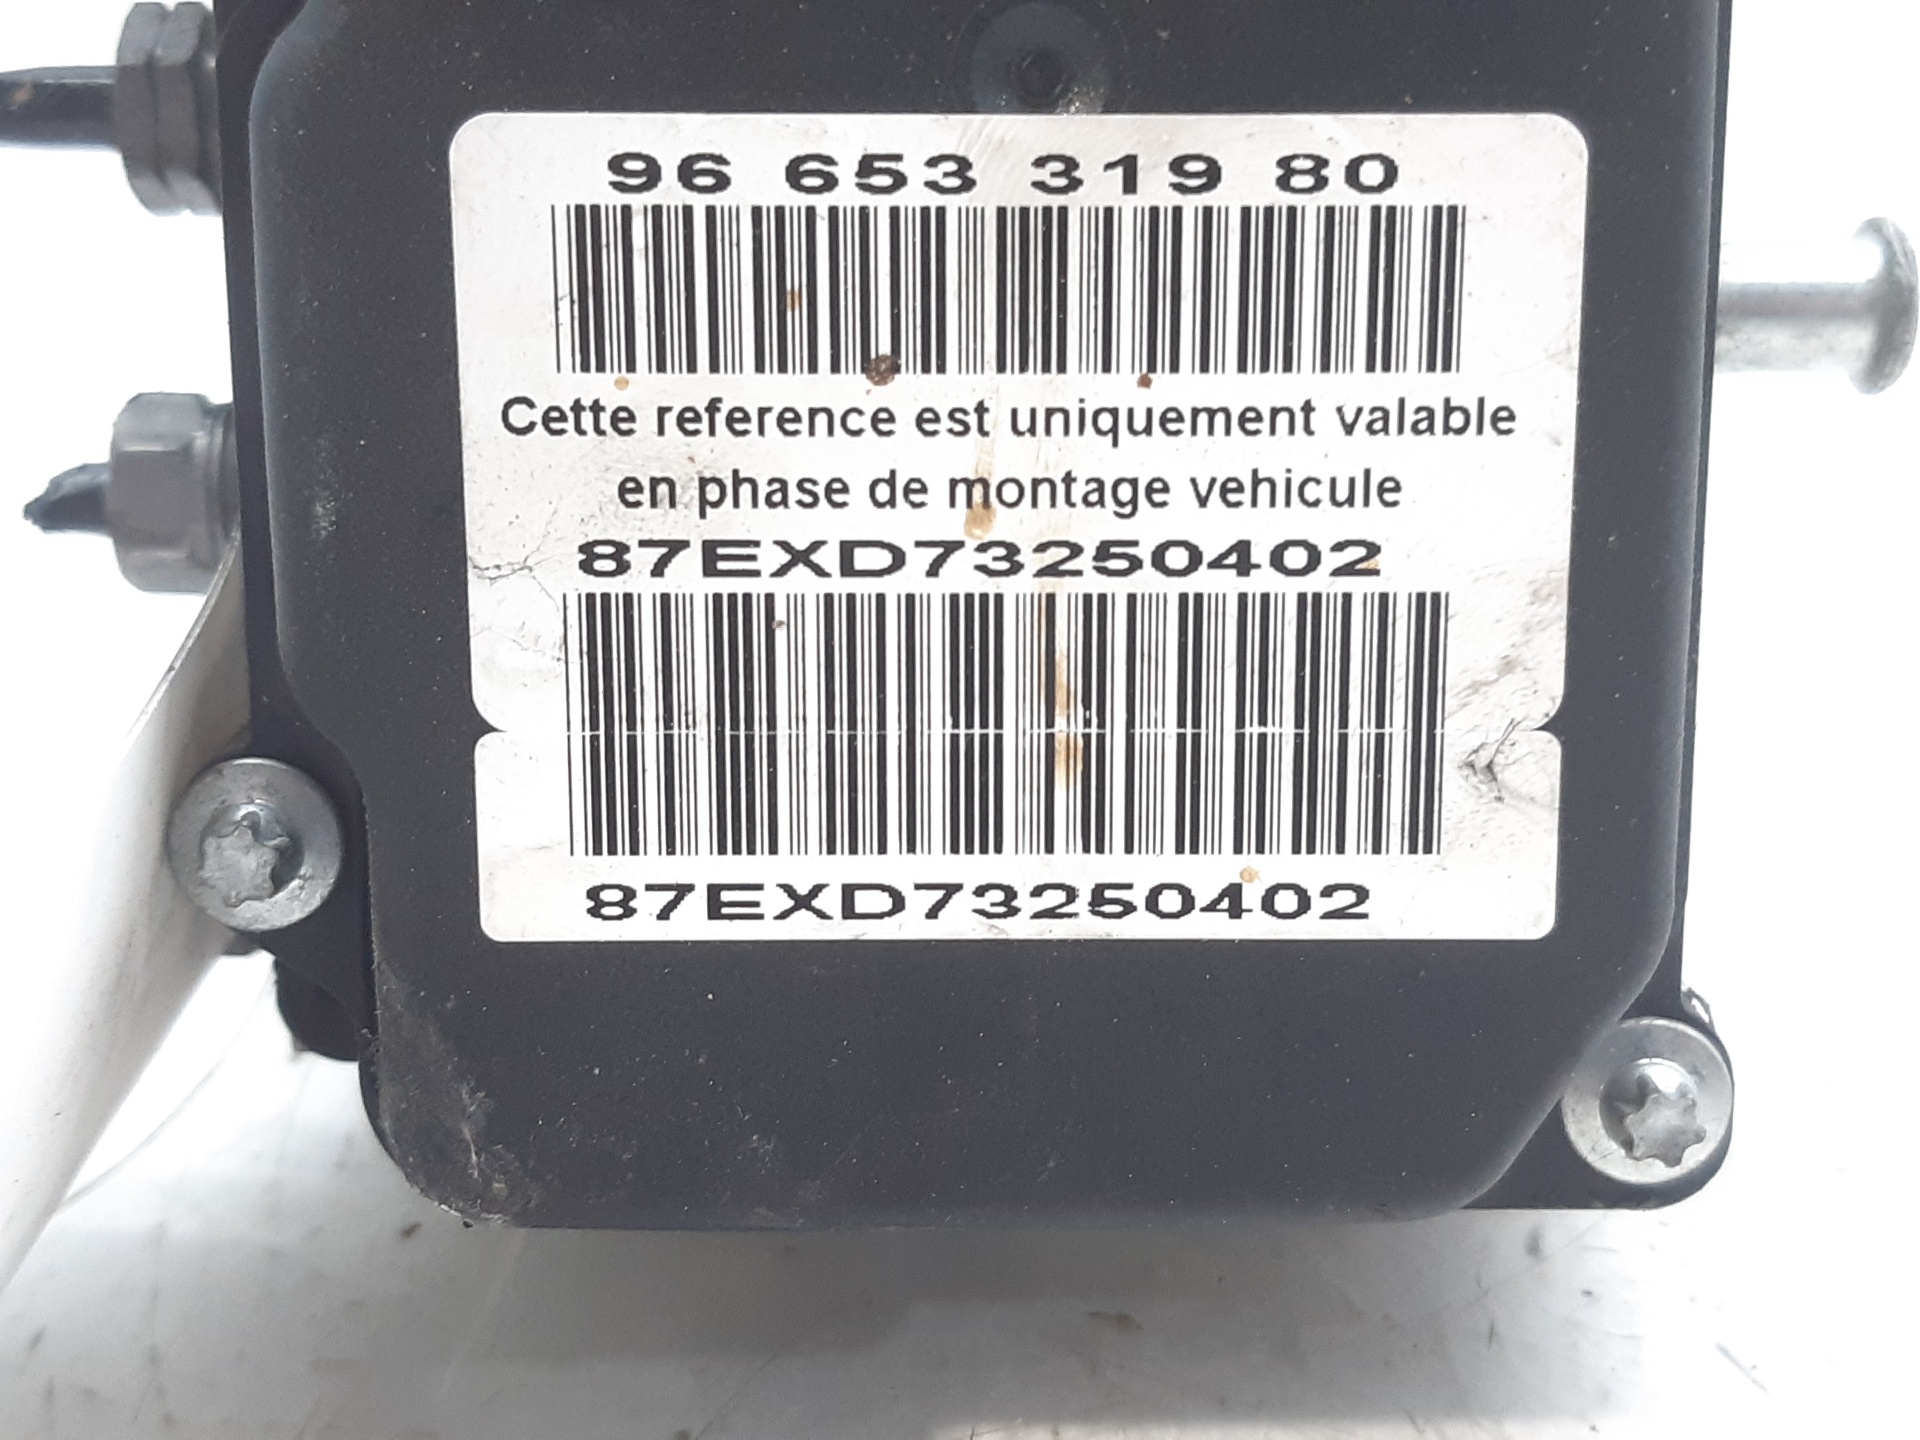 96 653 319 80
Cette reference est uniquement valable
en phase de montage vehicule
87EXD73250402
87EXD73250402